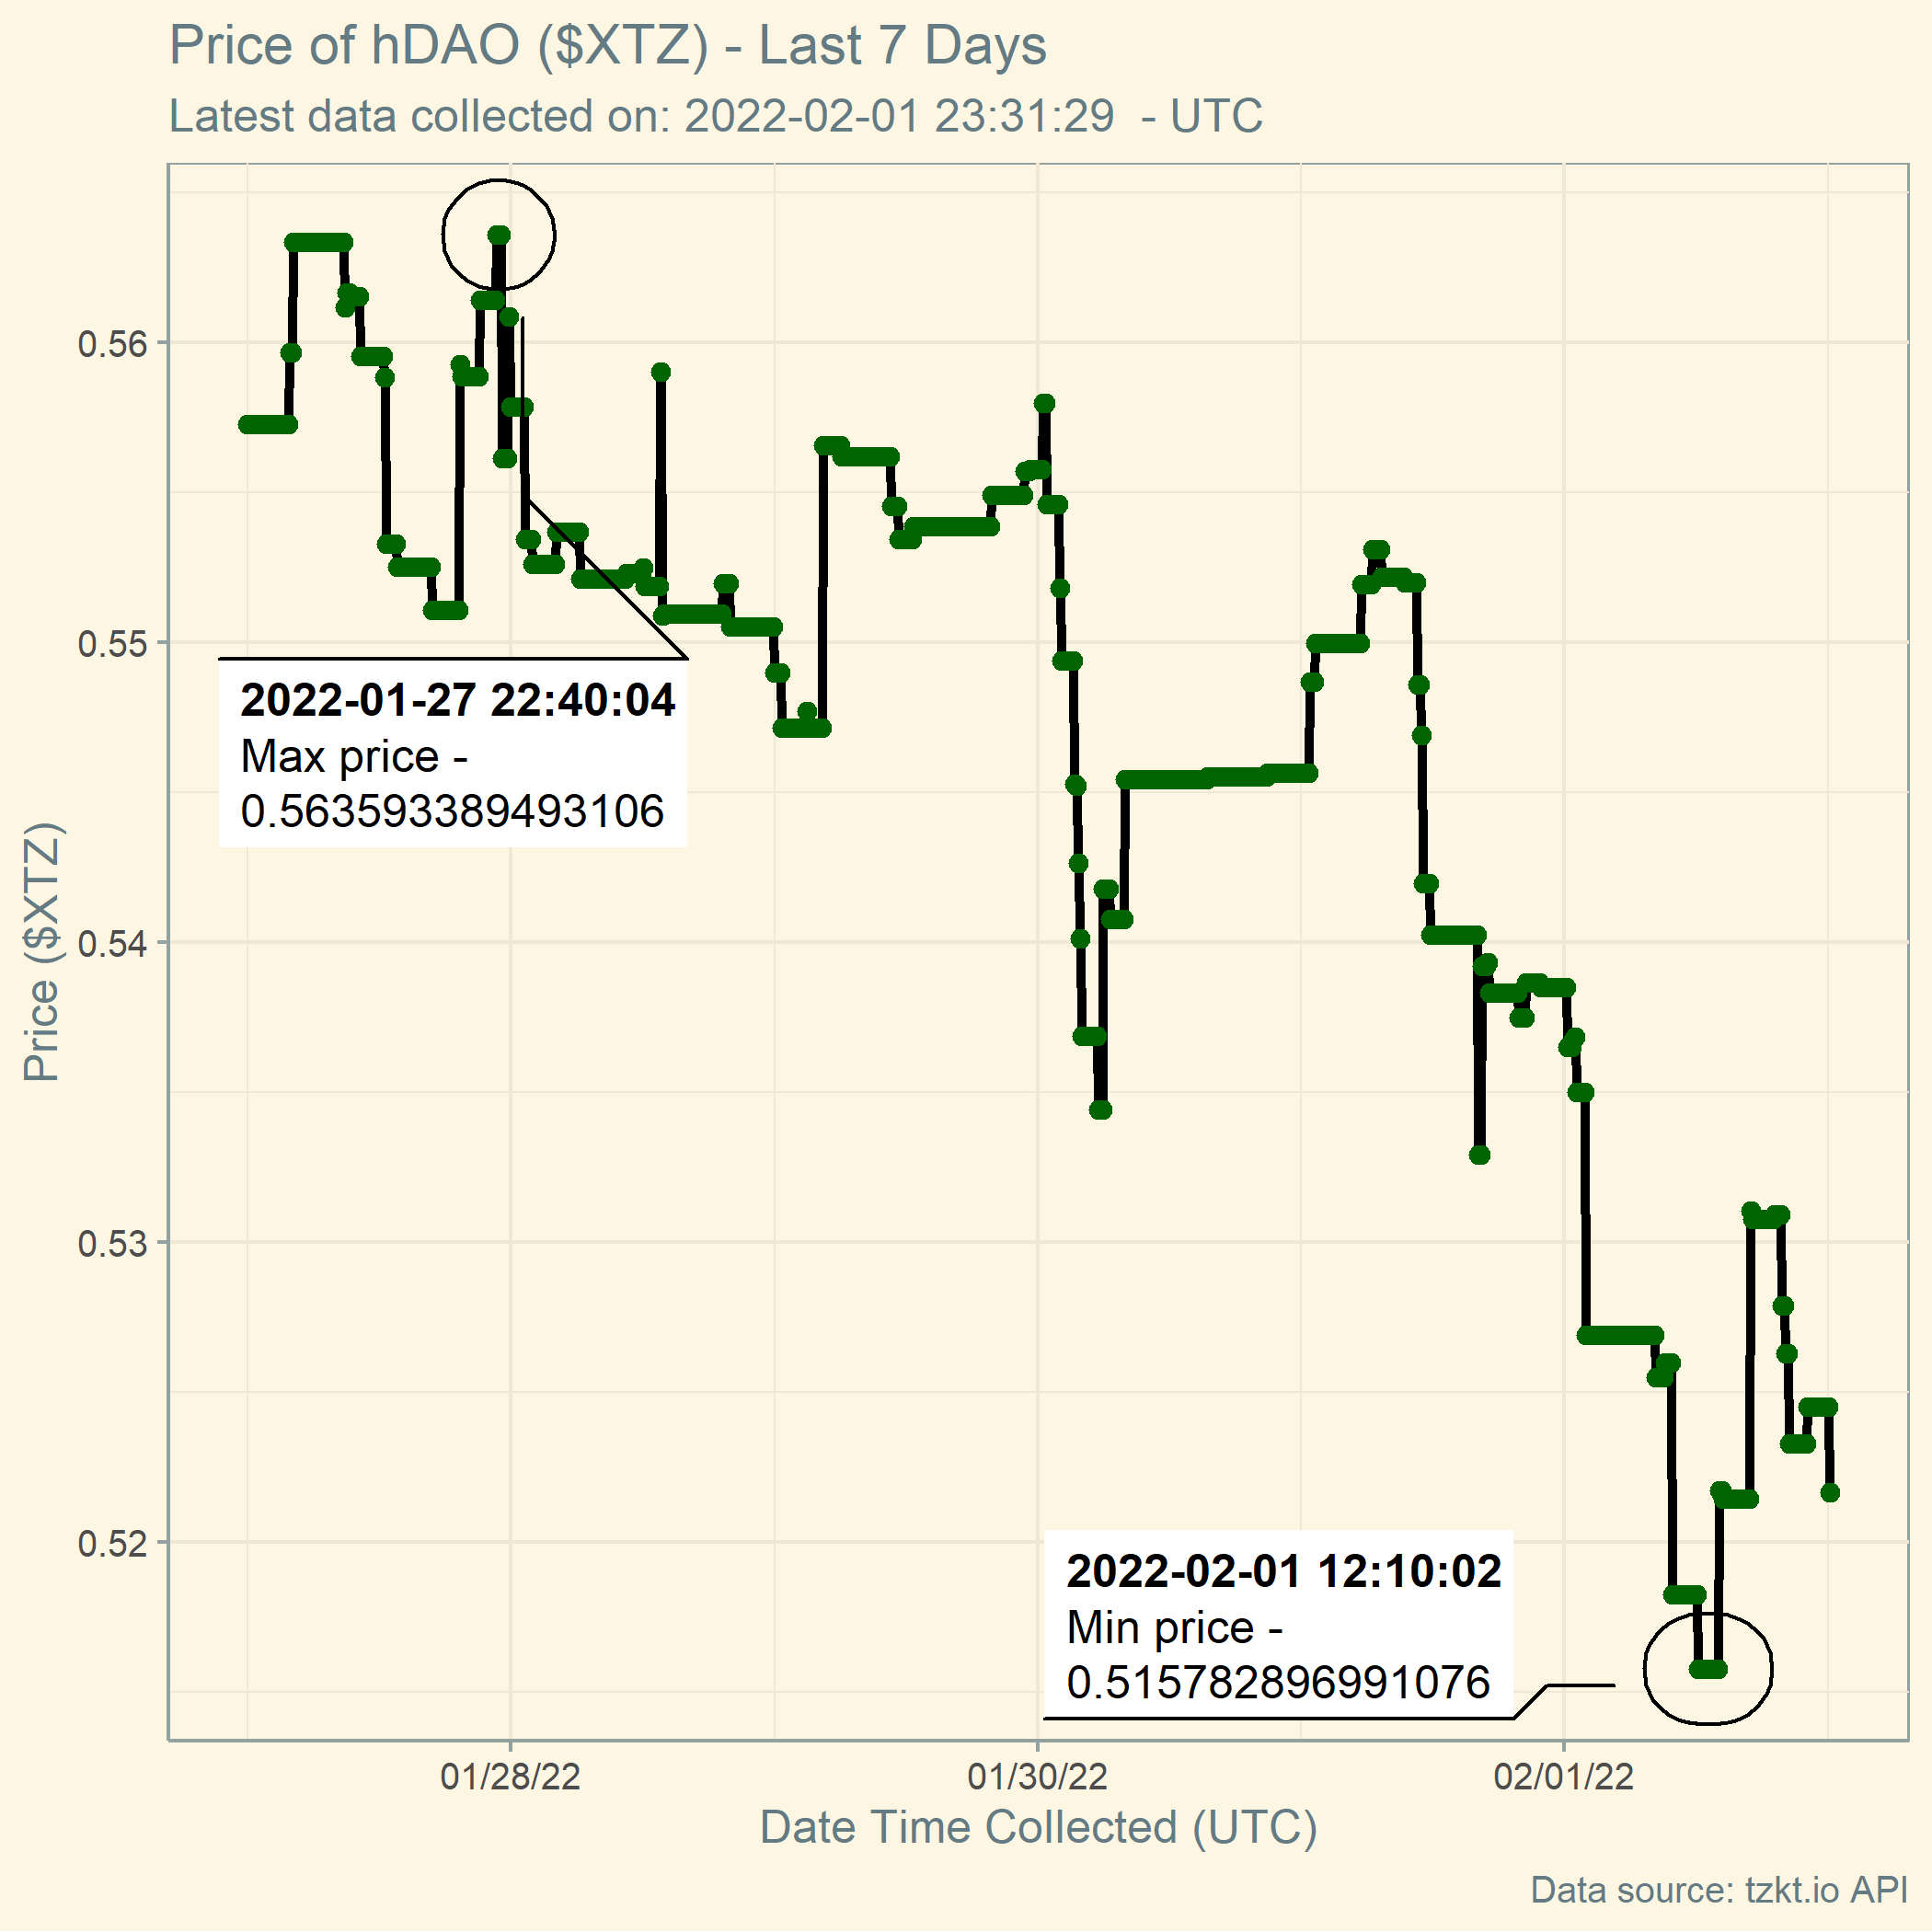 Price of hDAO ($XTZ) - Last 7 Days
Latest data collected on: 2022-02-01 23:31:29  - UTC
Price ($XTZ)
0.56
0.55
0.54
0.53
0.52
2022-01-27 22:40:04
Max price -
0.563593389493106
2022-02-01 12:10:02
Min price -
0.515782896991076
01/28/22
01/30/22
02/01/22
Date Time Collected (UTC)
Data source: tzkt.io API